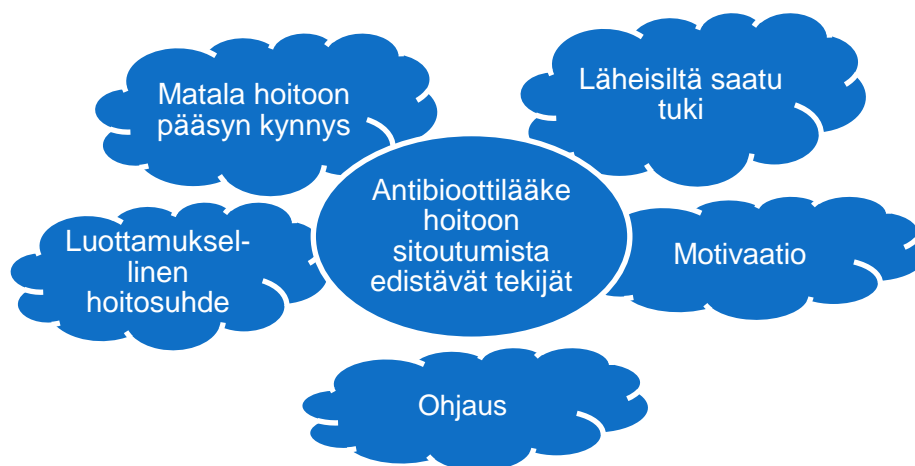 Matala hoitoon
pääsyn kynnys
Läheisiltä saatu
tuki
Antibioottilääke
hoitoon
sitoutumista
edistävät tekijät
Luottamuksel-
linen
hoitosuhde
Motivaatio
Ohjaus